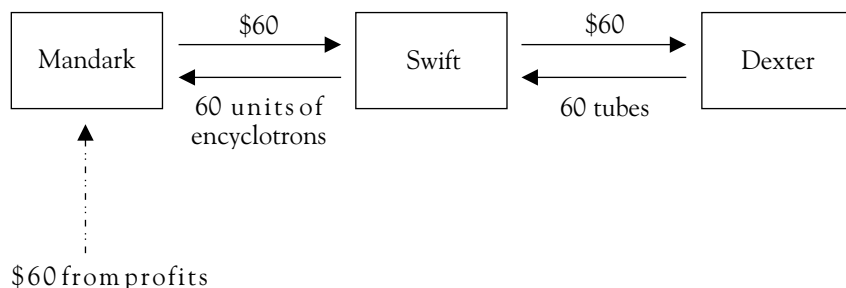 $60
$60
Mandark
Swift
Dexter
60 units of
encyclotrons
60 tubes
$60 from profits